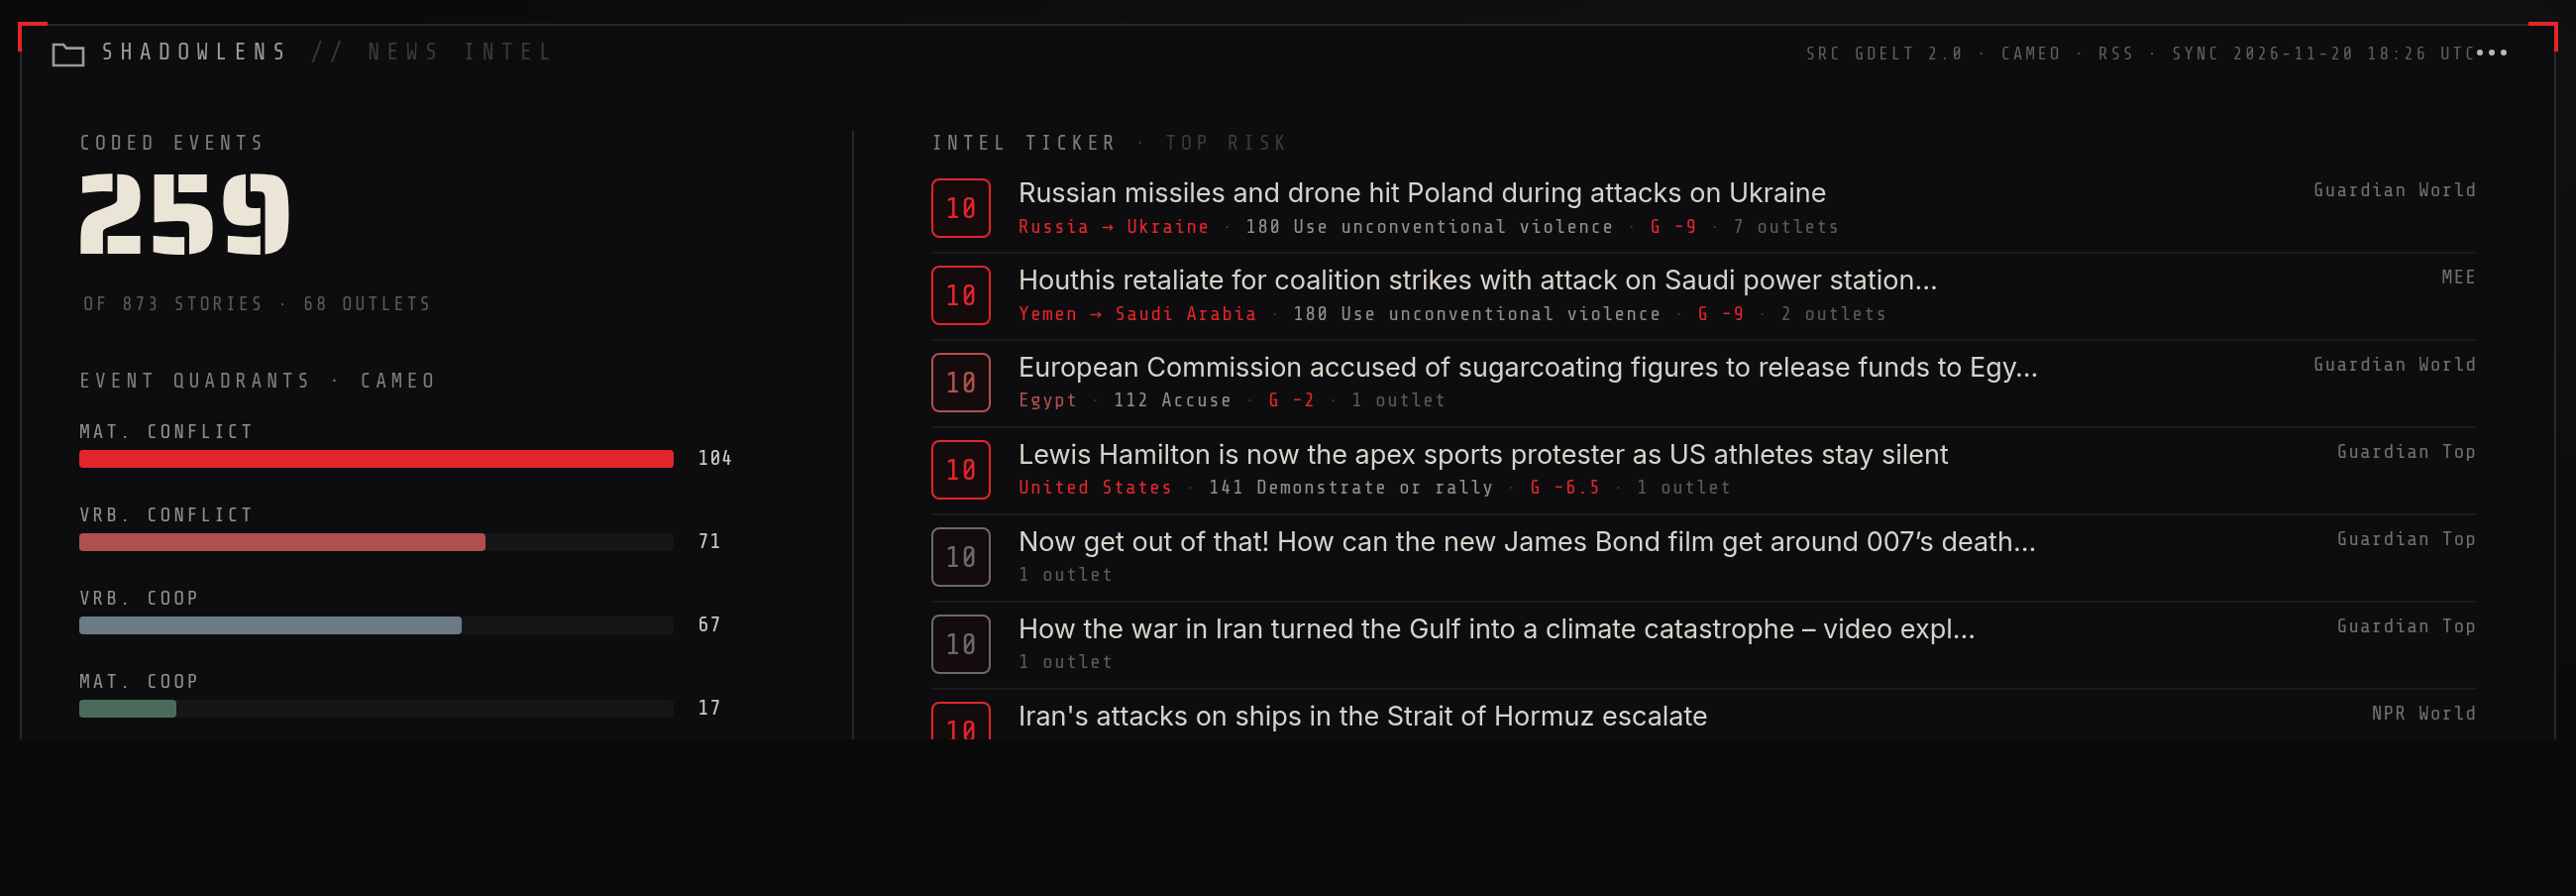 SHADOWLENS // NEWS INTEL
SRC GDELT 2.0 · CAMEO · RSS · SYNC 2026-11-20 18:26 UTC•••
CODED EVENTS
259
OF 873 STORIES · 68 OUTLETS
EVENT QUADRANTS · CAMEO
MAT. CONFLICT
104
VRB. CONFLICT
71
VRB. COOP
67
MAT. COOP
17
INTEL TICKER · TOP RISK
10 Russian missiles and drone hit Poland during attacks on Ukraine Guardian World
Russia → Ukraine · 180 Use unconventional violence · G -9 · 7 outlets
10 Houthis retaliate for coalition strikes with attack on Saudi power station... MEE
Yemen → Saudi Arabia · 180 Use unconventional violence · G -9 · 2 outlets
10 European Commission accused of sugarcoating figures to release funds to Egy... Guardian World
Egypt · 112 Accuse · G -2 · 1 outlet
10 Lewis Hamilton is now the apex sports protester as US athletes stay silent Guardian Top
United States · 141 Demonstrate or rally · G -6.5 · 1 outlet
10 Now get out of that! How can the new James Bond film get around 007’s death... Guardian Top
1 outlet
10 How the war in Iran turned the Gulf into a climate catastrophe – video expl... Guardian Top
1 outlet
10 Iran's attacks on ships in the Strait of Hormuz escalate NPR World